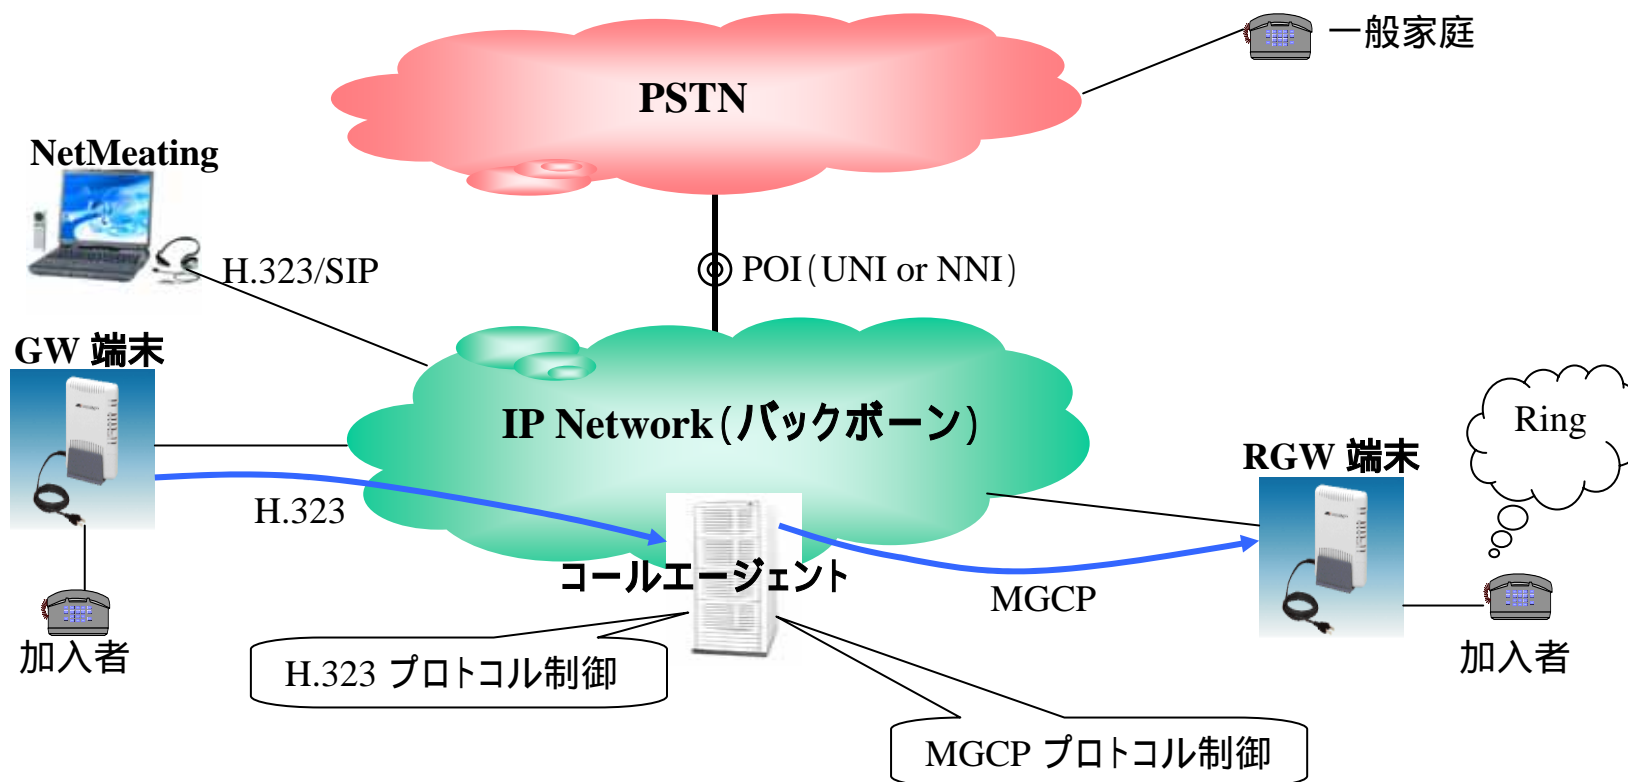 一般家庭
PSTN
NetMeating
H.323/SIP
POI(UNI or NNI)
GW 端末
IP Network(バックボーン)
Ring
RGW 端末
H.323
コールエージェント
MGCP
加入者
加入者
H.323 プロトコル制御
MGCP プロトコル制御